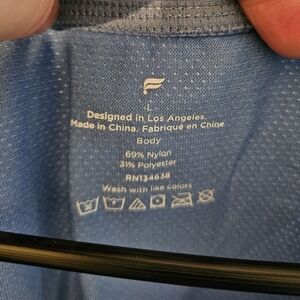 L
Designed in Los Angeles.
Made in China. Fabriqué en Chine
Body
69% Nylon
31% Polyester
RN134638
Wash with like colors